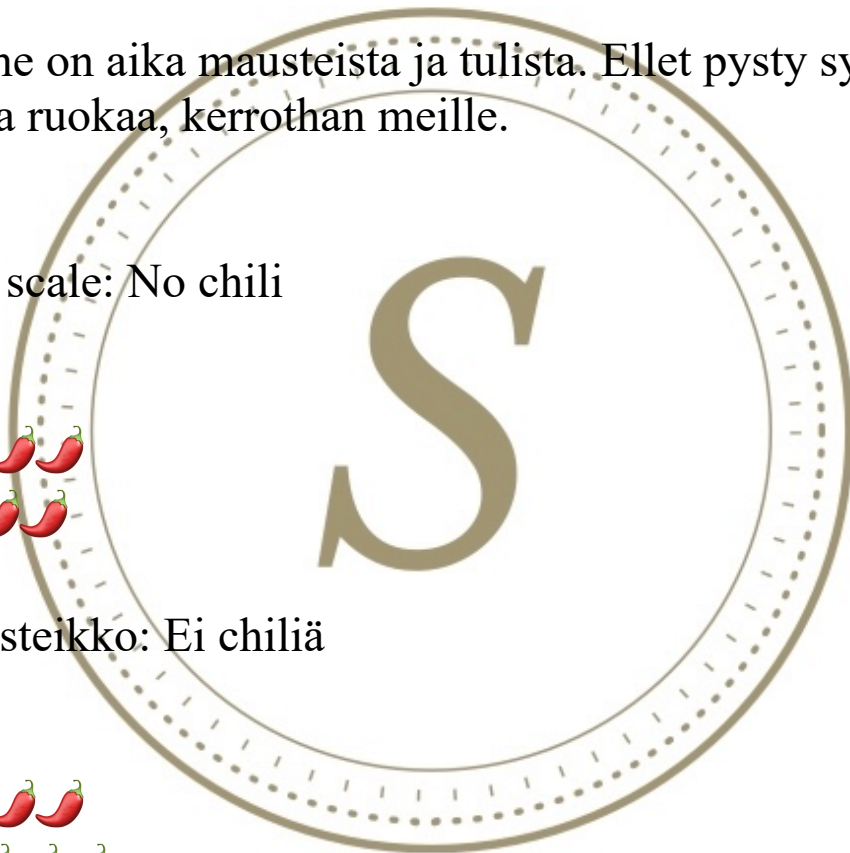 ne on aika mausteista ja tulista. Ellet pysty sy
a ruokaa, kerrothan meille.
scale: No chili
S
steikko: Ei chiliä